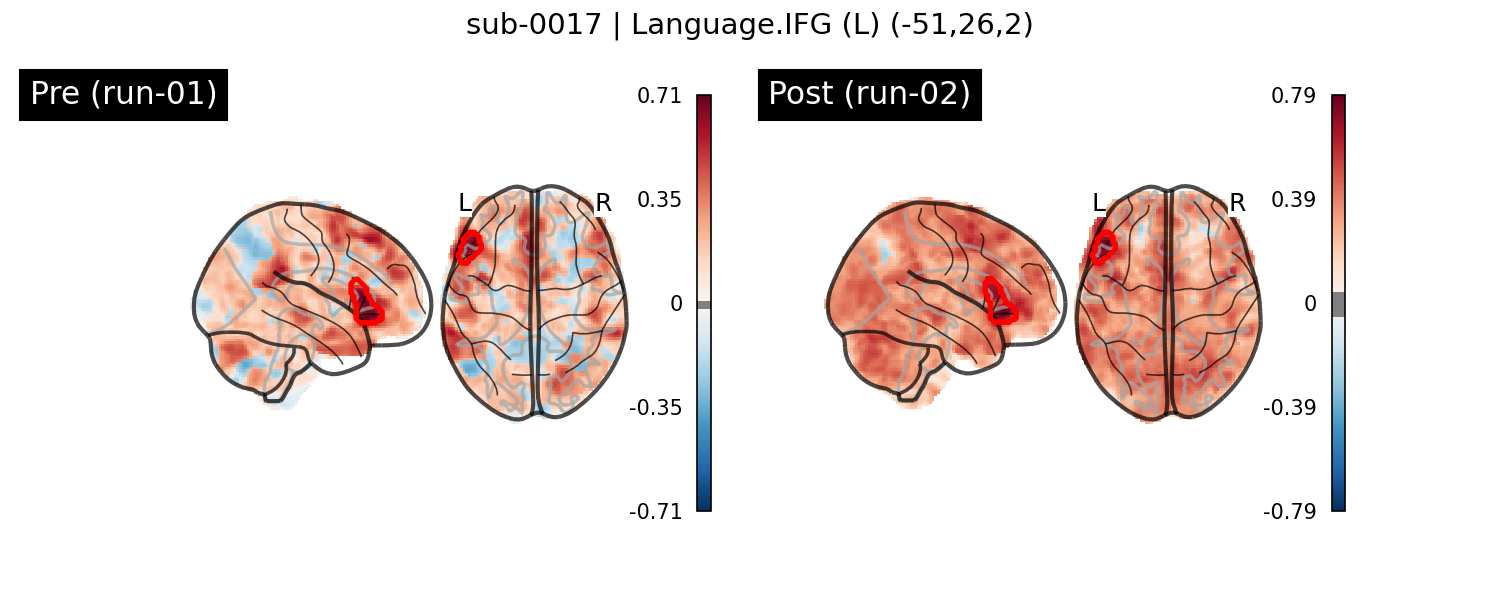 sub-0017 | Language.IFG (L) (-51,26,2)
Pre (run-01)
L
R
0.71
0.35
0
-0.35
-0.71
Post (run-02)
L
R
0.79
0.39
0
-0.39
-0.79